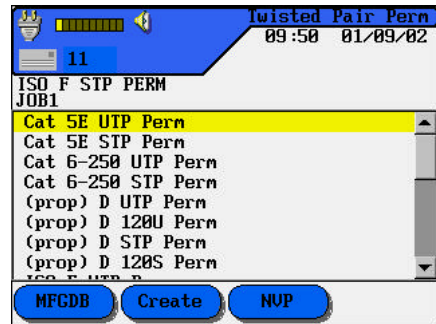 Twisted Pair Perm
09:50 01/09/02
11
ISO F STP PERM
JOB1
Cat 5E UTP Perm
Cat 5E STP Perm
Cat 6-250 UTP Perm
Cat 6-250 STP Perm
(prop) D UTP Perm
(prop) D 120U Perm
(prop) D STP Perm
(prop) D 120S Perm
MFGDB Create NVP